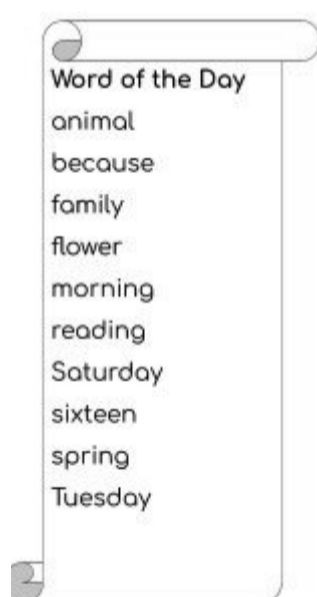 Word of the Day
animal
because
family
flower
morning
reading
Saturday
sixteen
spring
Tuesday